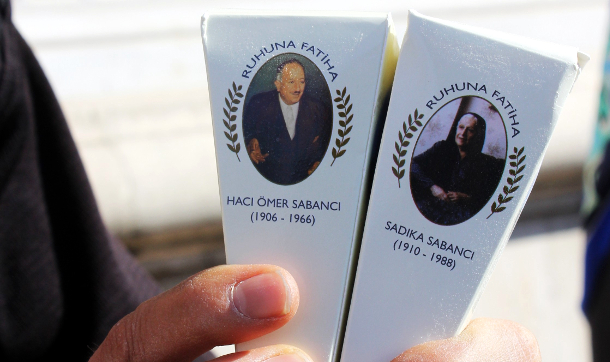 RUHUNA FATİHA
HACI ÖMER SABANCI
(1906 - 1966)
RUHUNA FATİHA
SADIKA SABANCI
(1910 - 1988)